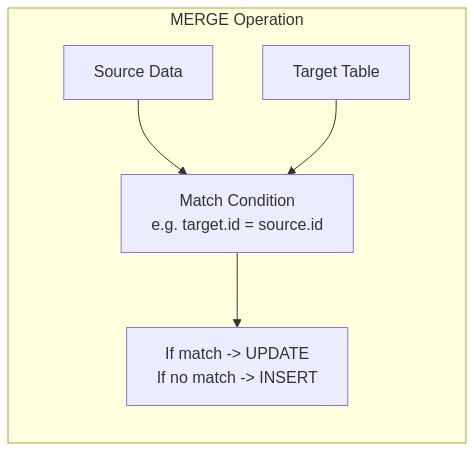 MERGE Operation
Source Data
Target Table
Match Condition
e.g. target.id = source.id
If match -> UPDATE
If no match -> INSERT